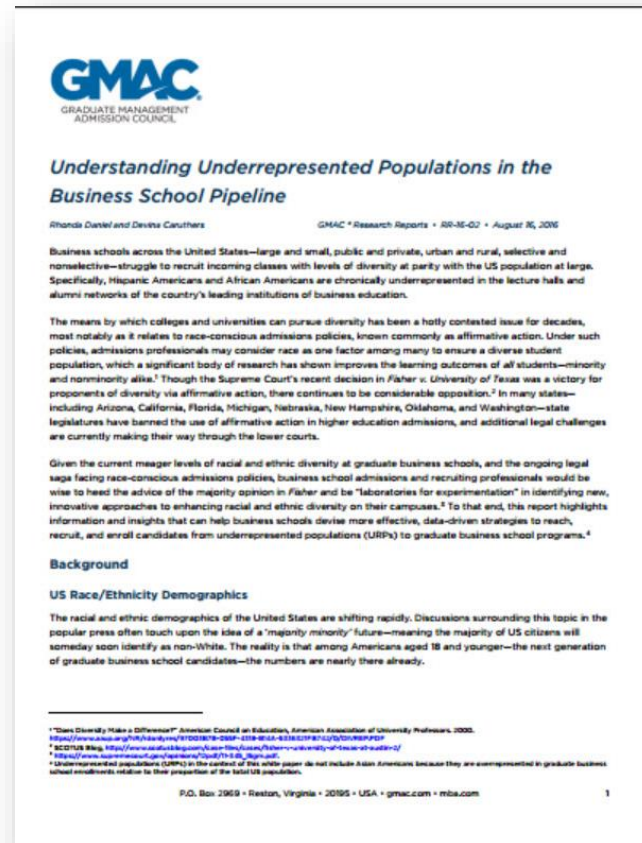 GMAC
GRADUATE MANAGEMENT
ADMISSION COUNCIL
Understanding Underrepresented Populations in the
Business School Pipeline
Rhonda Daniel and Devina Caruthers GMAC® Research Reports • RR-16-02 • August 16, 2016
Business schools across the United States—large and small, public and private, urban and rural, selective and
nonselective—struggle to recruit incoming classes with levels of diversity at parity with the US population at large.
Specifically, Hispanic Americans and African Americans are chronically underrepresented in the lecture halls and
alumni networks of the country's leading institutions of business education.
The means by which colleges and universities can pursue diversity has been a hotly contested issue for decades,
most notably as it relates to race-conscious admissions policies, known commonly as affirmative action. Under such
policies, admissions professionals may consider race as one factor among many to ensure a diverse student
population, which a significant body of research has shown improves the learning outcomes of all students—minority
and nonminority alike.¹ Though the Supreme Court's recent decision in Fisher v. University of Texas was a victory for
proponents of diversity via affirmative action, there continues to be considerable opposition.² In many states—
including Arizona, California, Florida, Michigan, Nebraska, New Hampshire, Oklahoma, and Washington—state
legislatures have banned the use of affirmative action in higher education admissions, and additional legal challenges
are currently making their way through the lower courts.
Given the current meager levels of racial and ethnic diversity at graduate business schools, and the ongoing legal
saga facing race-conscious admissions policies, business school admissions and recruiting professionals would be
wise to heed the advice of the majority opinion in Fisher and be "laboratories for experimentation" in identifying new,
innovative approaches to enhancing racial and ethnic diversity on their campuses.³ To that end, this report highlights
information and insights that can help business schools devise more effective, data-driven strategies to reach,
recruit, and enroll candidates from underrepresented populations (URPs) to graduate business school programs.⁴
Background
US Race/Ethnicity Demographics
The racial and ethnic demographics of the United States are shifting rapidly. Discussions surrounding this topic in the
popular press often touch upon the idea of a 'majority minority' future—meaning the majority of US citizens will
someday soon identify as non-White. The reality is that among Americans aged 18 and younger—the next generation
of graduate business school candidates—the numbers are nearly there already.
¹ "Does Diversity Make a Difference?" American Council on Education, American Association of University Professors. 2000.
² SCOTUS Blog, http://www.scotusblog.com/case-files/cases/fisher-v-university-of-texas-at-austin-2/
⁴ Underrepresented populations (URPs) in the context of this white paper do not include Asian Americans because they are overrepresented in graduate business
school enrollments relative to their proportion of the total US population.
P.O. Box 2969 • Reston, Virginia • 20195 • USA • gmac.com • mba.com 1